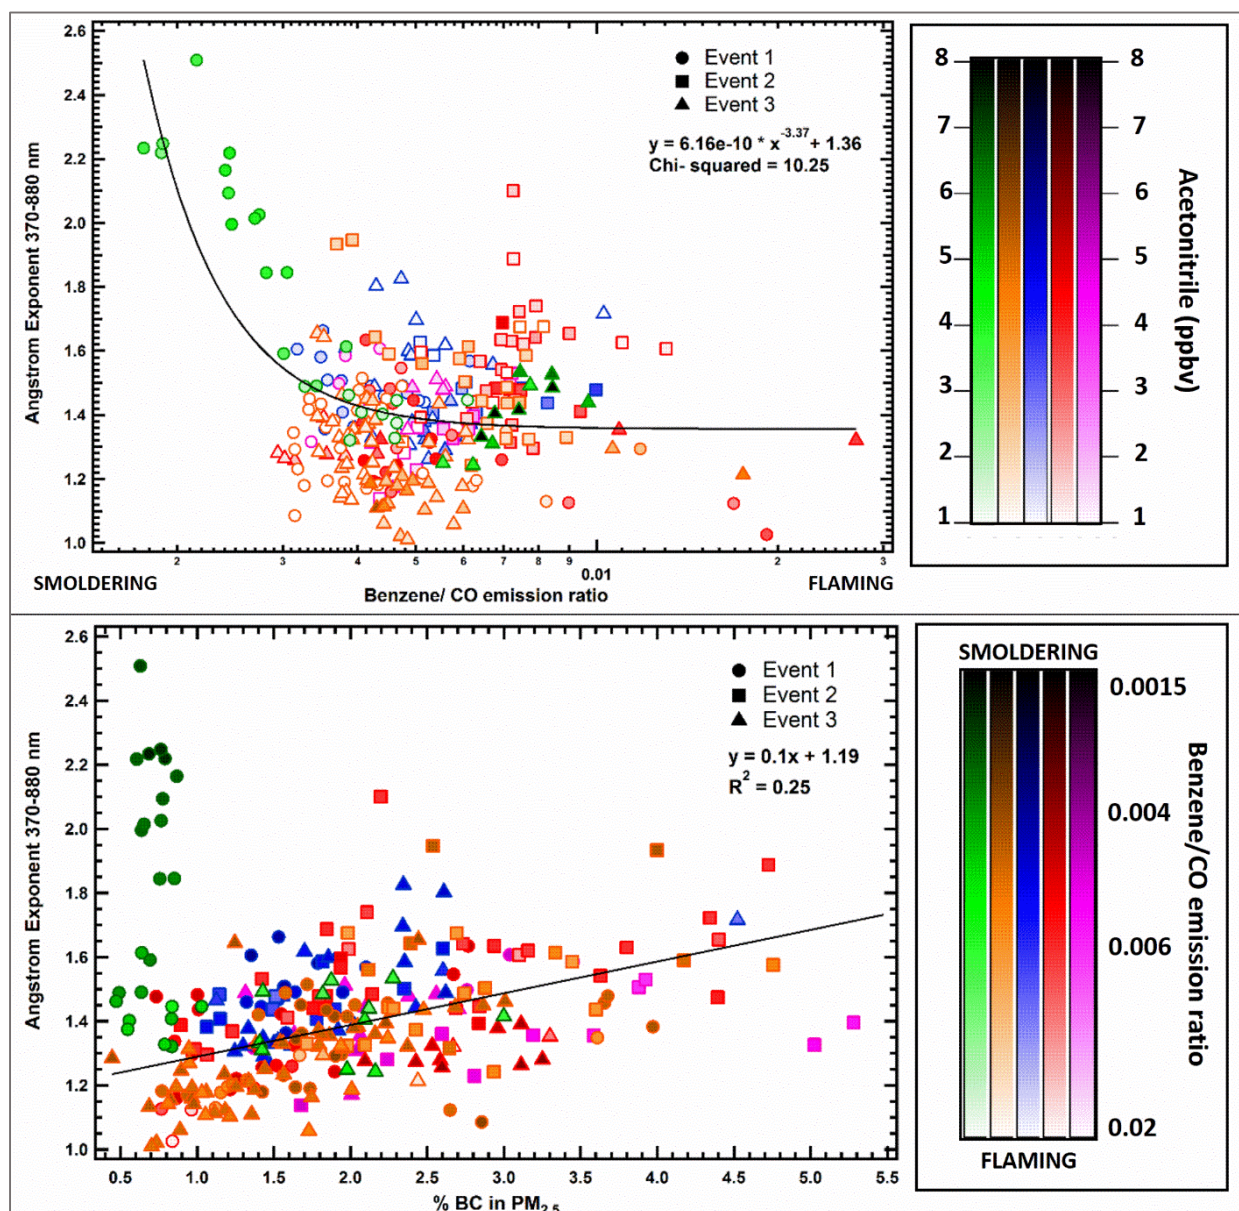 2.6
2.4
2.2
2.0
1.8
1.6
1.4
1.2
1.0
Angstrom Exponent 370-880 nm
Event 1
Event 2
Event 3
y = 6.16e-10 * x^-3.37 + 1.36
Chi- squared = 10.25
2 3 4 5 6 7 8 9 0.01 2 3
SMOLDERING
FLAMING
Benzene/ CO emission ratio
8 8
7 7
6 6
5 5
4 4
3 3
2 2
1 1
Acetonitrile (ppbv)
2.6
2.4
2.2
2.0
1.8
1.6
1.4
1.2
1.0
Angstrom Exponent 370-880 nm
Event 1
Event 2
Event 3
y = 0.1x + 1.19
R² = 0.25
0.5 1.0 1.5 2.0 2.5 3.0 3.5 4.0 4.5 5.0 5.5
% BC in PM2.5
SMOLDERING
0.0015
0.004
0.006
0.02
FLAMING
Benzene/CO emission ratio